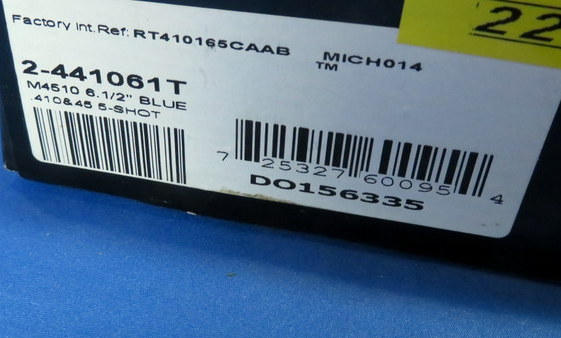 22
Factory Int.Ref: RT410165CAAB MICH014
TM
2-441061T
M4510 6.1/2" BLUE
.410&45 5-SHOT
7 25327 60095 4
DO156335